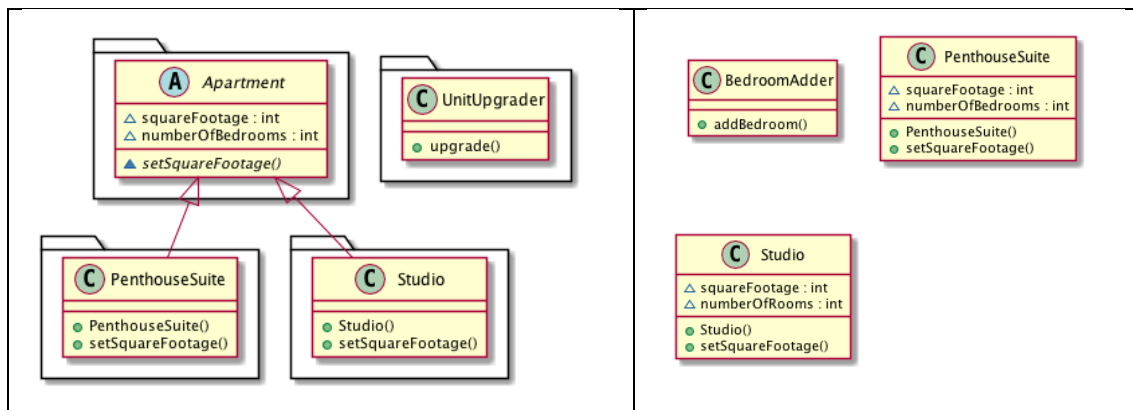 A Apartment
squareFootage : int
numberOfBedrooms : int
setSquareFootage()
C UnitUpgrader
upgrade()
C PenthouseSuite
PenthouseSuite()
setSquareFootage()
C Studio
Studio()
setSquareFootage()
C BedroomAdder
addBedroom()
C PenthouseSuite
squareFootage : int
numberOfBedrooms : int
PenthouseSuite()
setSquareFootage()
C Studio
squareFootage : int
numberOfRooms : int
Studio()
setSquareFootage()